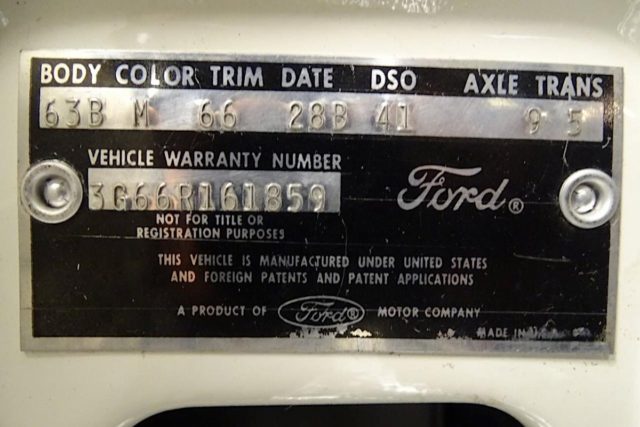 BODY COLOR TRIM DATE DSO AXLE TRANS
63B M 66 28B 41 9 5
VEHICLE WARRANTY NUMBER
3G66R161859
NOT FOR TITLE OR
REGISTRATION PURPOSES
Ford®
THIS VEHICLE IS MANUFACTURED UNDER UNITED STATES
AND FOREIGN PATENTS AND PATENT APPLICATIONS
A PRODUCT OF Ford® MOTOR COMPANY
MADE IN U.S.A.